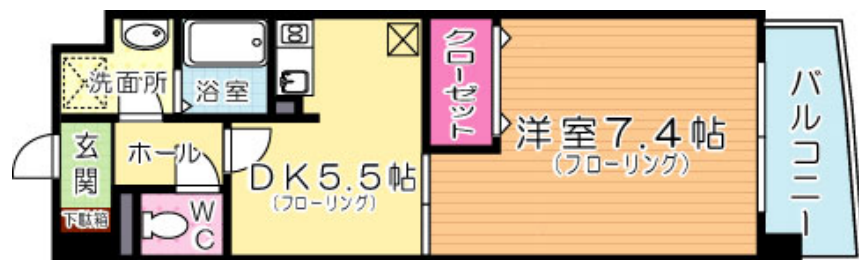 洗面所
浴室
玄関
下駄箱
ホール
WC
DK5.5帖
(フローリング)
クローゼット
洋室7.4帖
(フローリング)
バルコニー